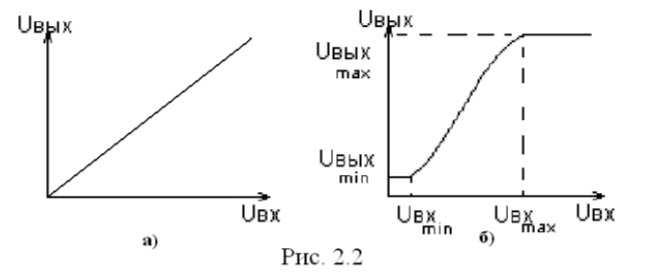 Uвых
Uвх
а)
Uвых
Uвых
max
Uвых
min
Uвх min
Uвх max
Uвх
б)
Рис. 2.2